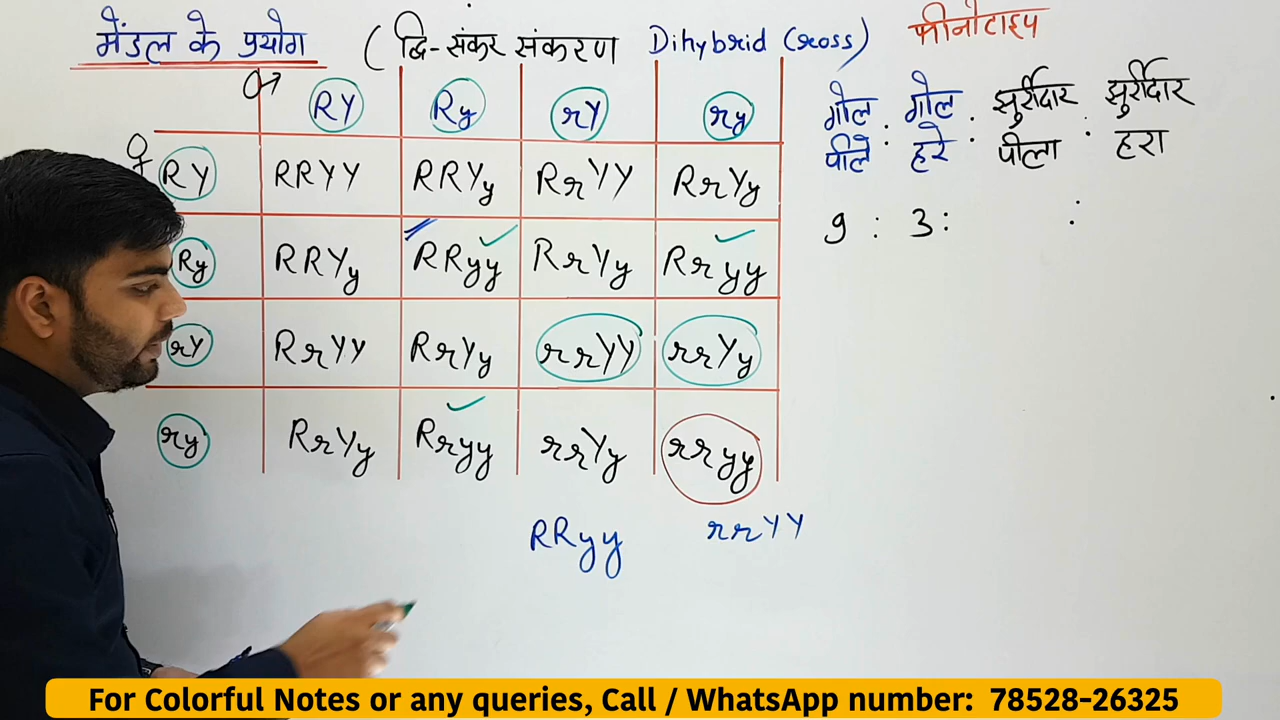 मेंडल के प्रयोग ( द्वि-संकर संकरण Dihybrid Cross)
फीनोटाइप
♂ RY Ry rY ry
♀
RY RRYY RRYy RrYY RrYy
Ry RRYy RRyy RrYy Rryy
rY RrYY RrYy rrYY rrYy
ry RrYy Rryy rrYy rryy
गोल : गोल : झुर्रीदार : झुर्रीदार
पीले हरे पीला हरा
9 : 3 : :
RRyy rrYY
For Colorful Notes or any queries, Call / WhatsApp number: 78528-26325